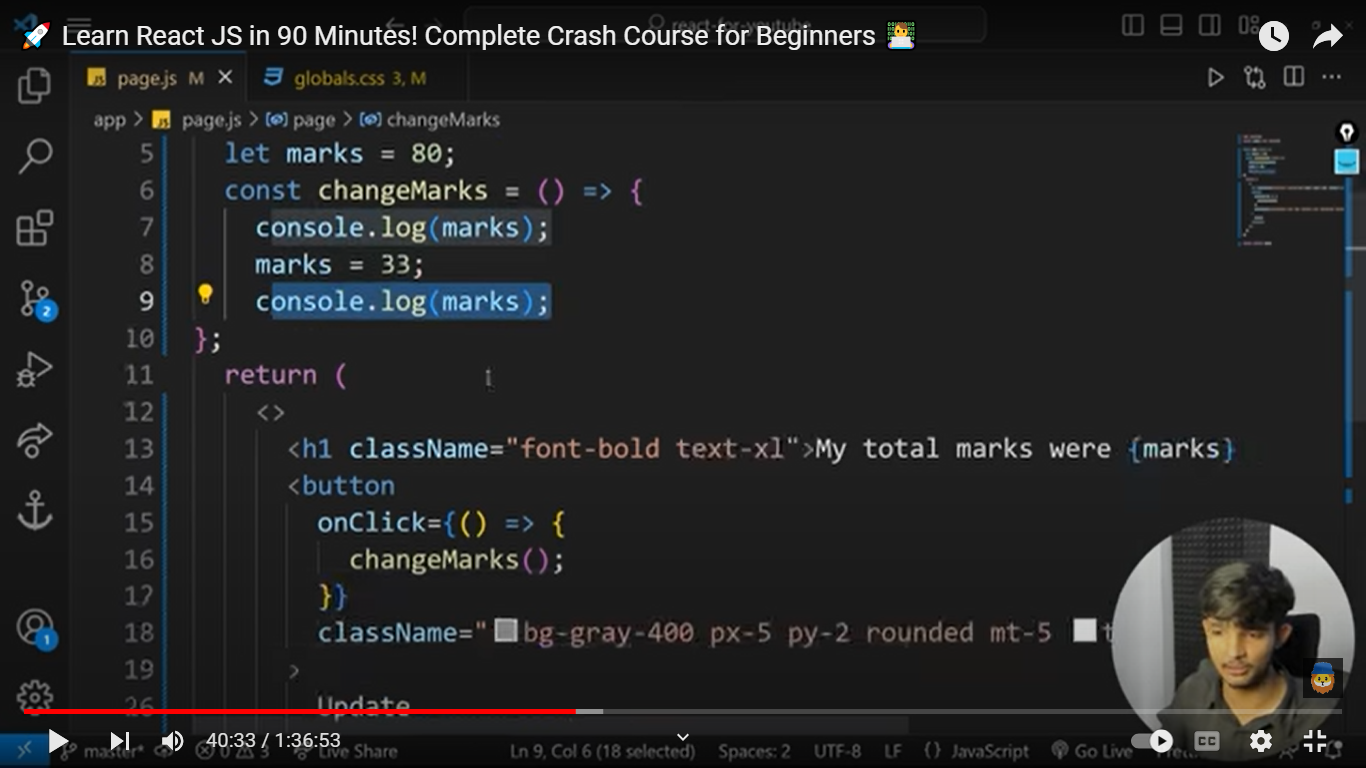 🚀 Learn React JS in 90 Minutes! Complete Crash Course for Beginners 👨‍💻
react-for-youtube
page.js M
globals.css 3, M
app > page.js > page > changeMarks
5 let marks = 80;
6 const changeMarks = () => {
7 console.log(marks);
8 marks = 33;
9 console.log(marks);
10 };
11 return (
12 <>
13 <h1 className="font-bold text-xl">My total marks were {marks}
14 <button
15 onClick={() => {
16 changeMarks();
17 }}
18 className="bg-gray-400 px-5 py-2 rounded mt-5 t
19 >
Update
2
1
40:33 / 1:36:53
CC
master*
0 3
Live Share
Ln 9, Col 6 (18 selected)
Spaces: 2
UTF-8
LF
{} JavaScript
Go Live